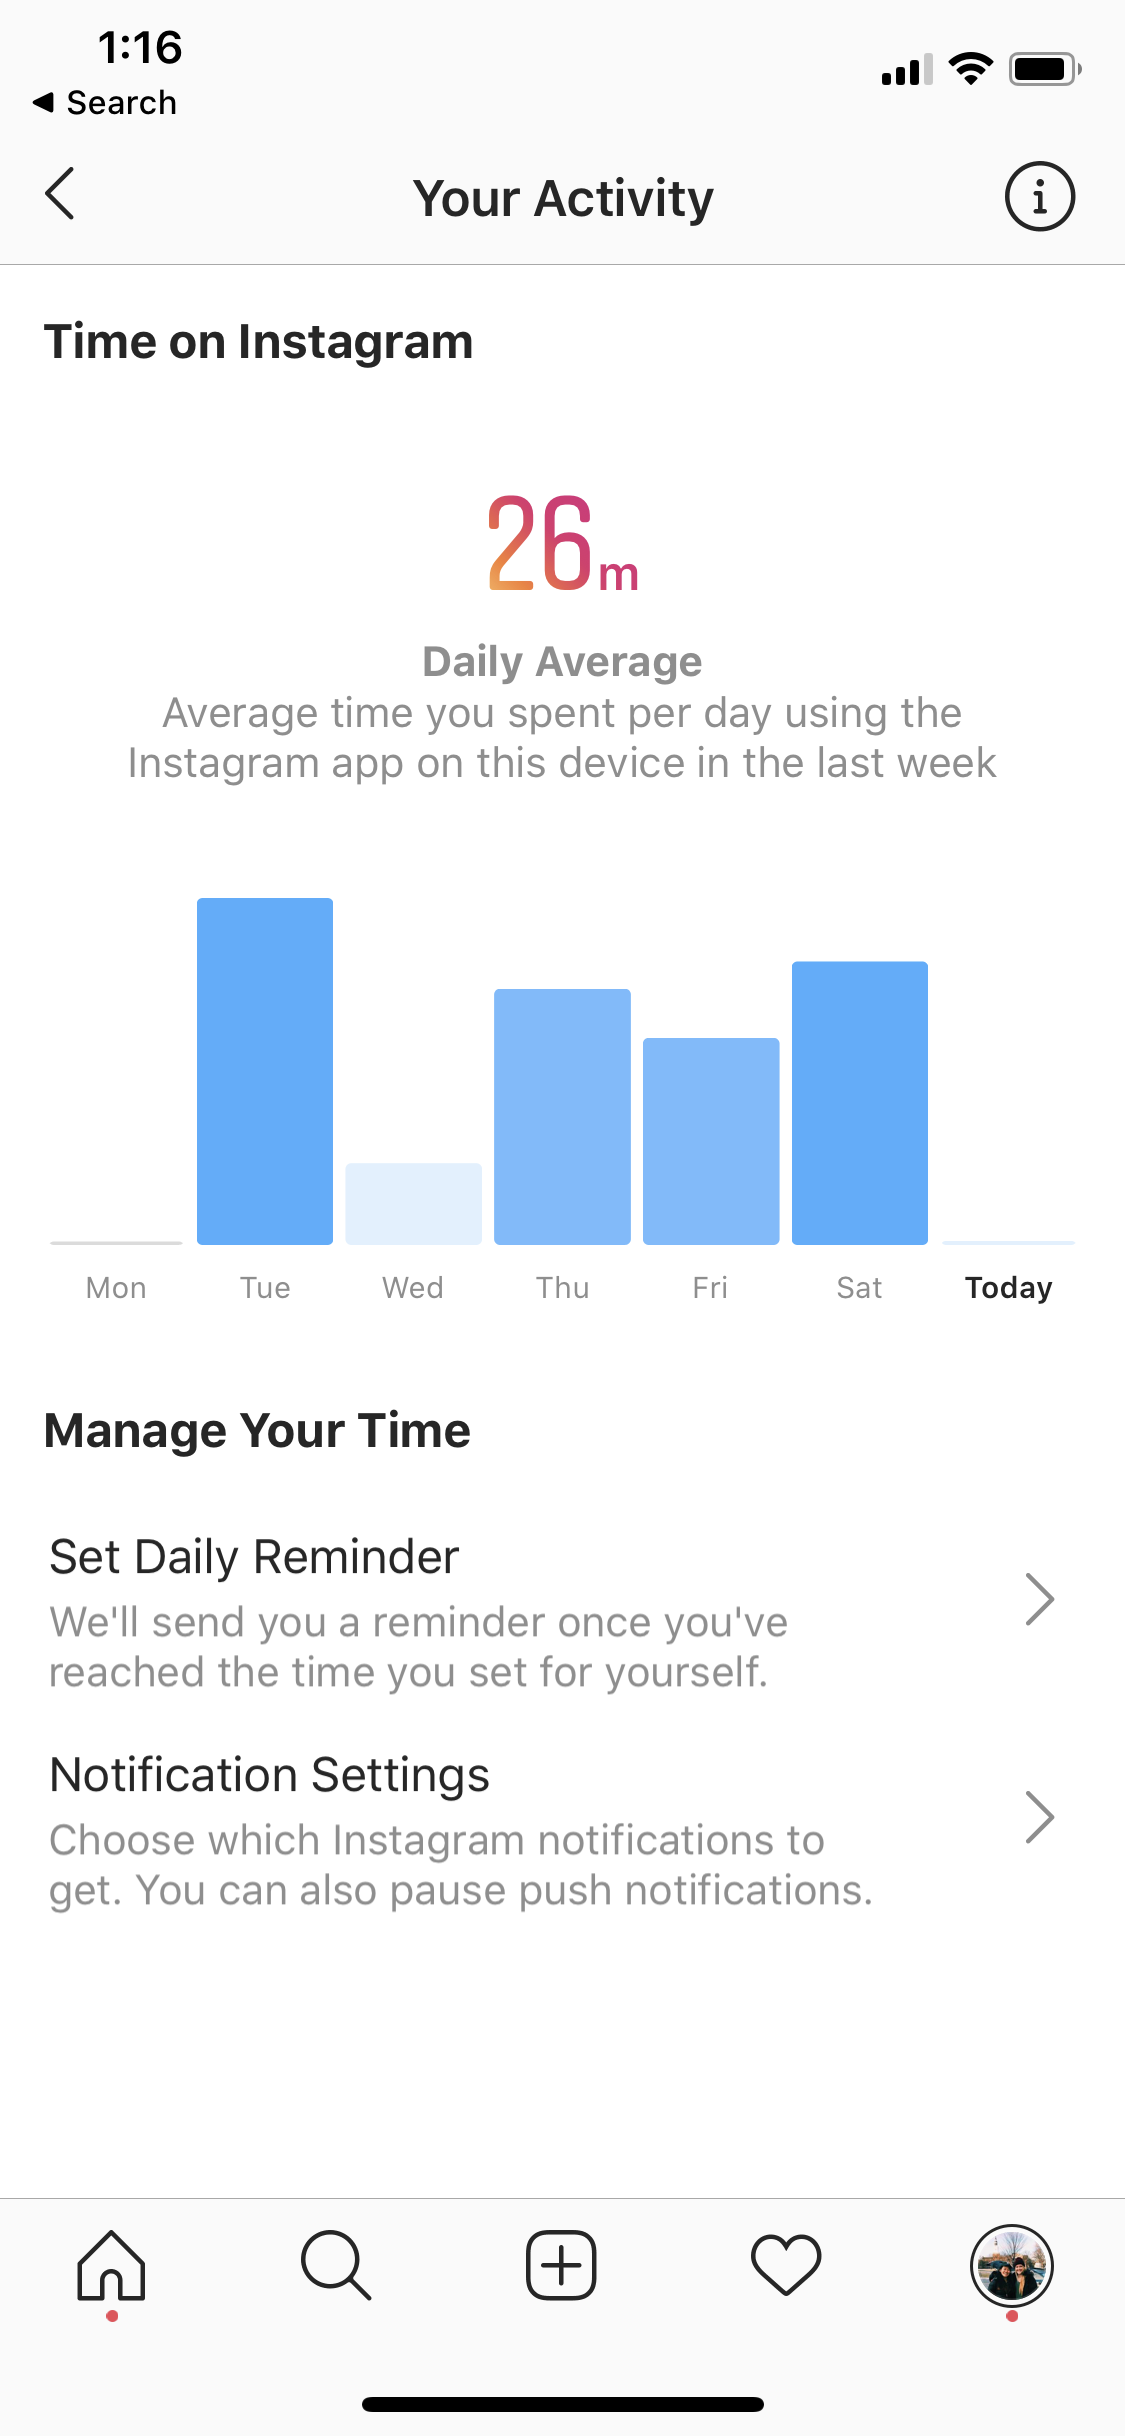 1:16
◀ Search
Your Activity
Time on Instagram
26m
Daily Average
Average time you spent per day using the
Instagram app on this device in the last week
Mon Tue Wed Thu Fri Sat Today
Manage Your Time
Set Daily Reminder
We'll send you a reminder once you've
reached the time you set for yourself.
Notification Settings
Choose which Instagram notifications to
get. You can also pause push notifications.